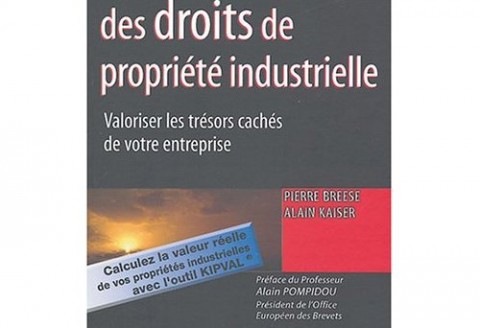 des droits de
propriété industrielle
Valoriser les trésors cachés
de votre entreprise
PIERRE BREESE
ALAIN KAISER
Calculez la valeur réelle
de vos propriétés industrielles
avec l'outil KIPVAL ®
Préface du Professeur
Alain POMPIDOU
Président de l'Office
Européen des Brevets